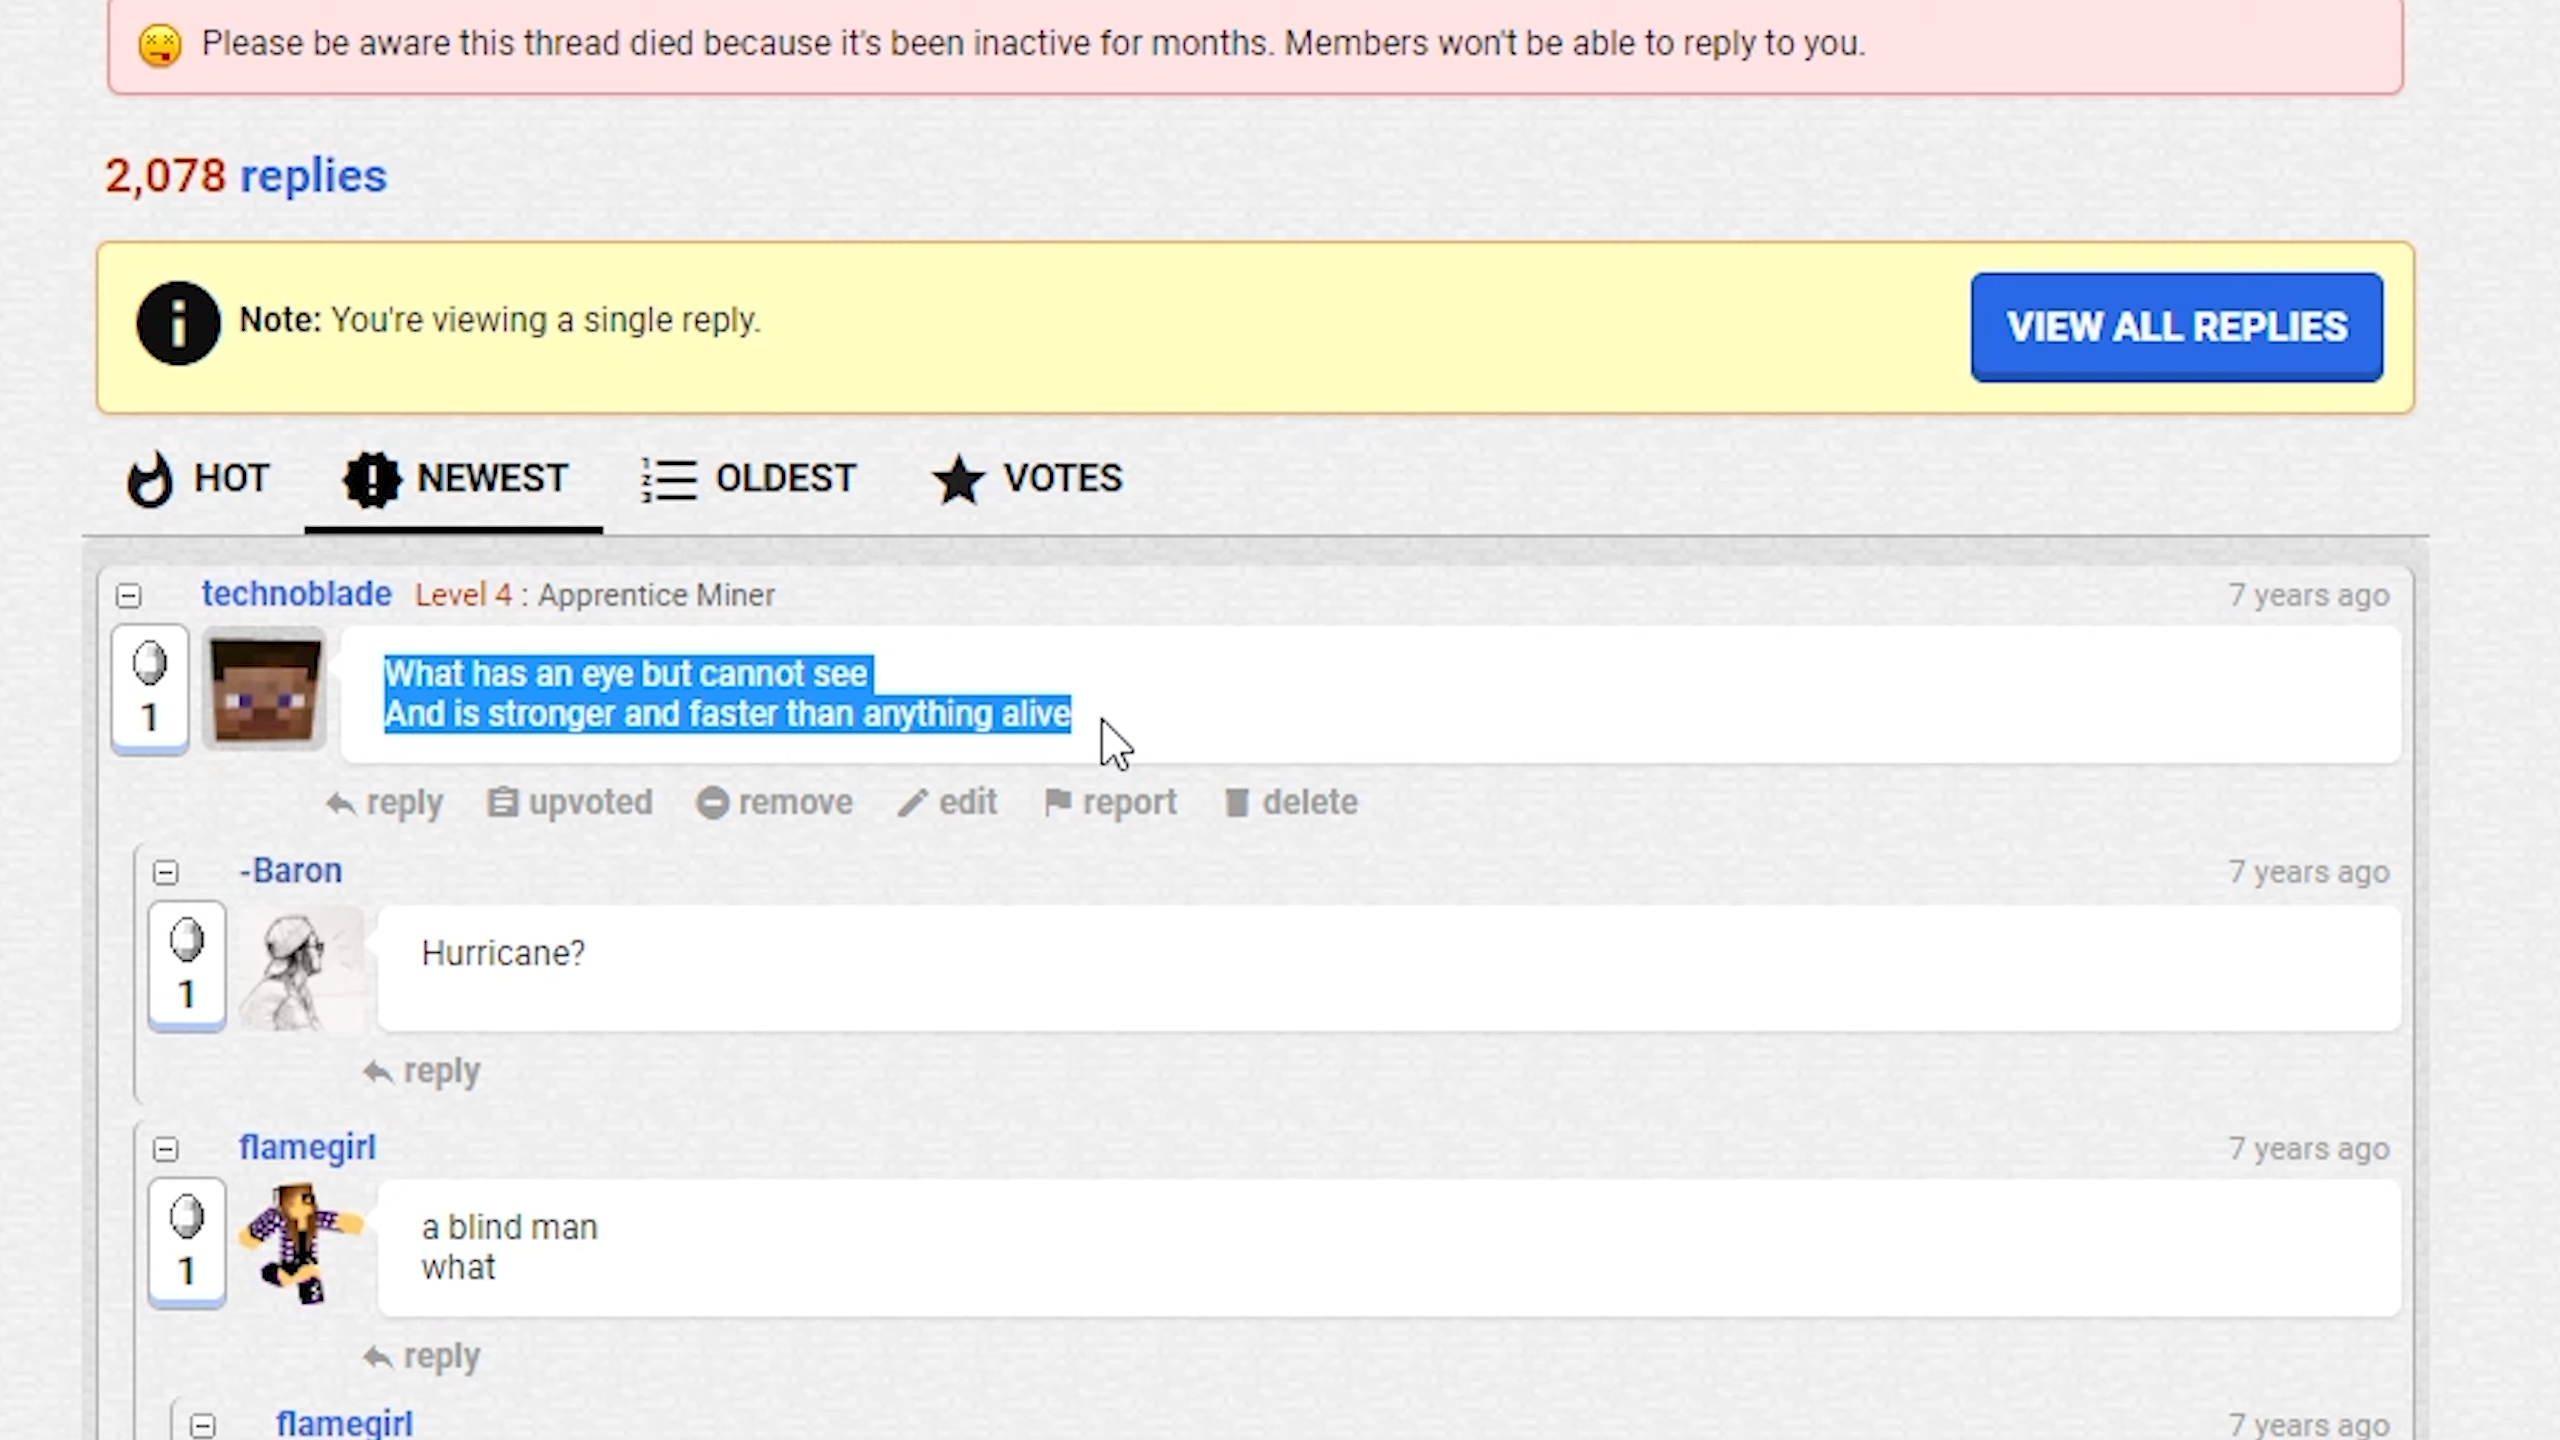 Please be aware this thread died because it's been inactive for months. Members won't be able to reply to you.
2,078 replies
Note: You're viewing a single reply.
VIEW ALL REPLIES
HOT
NEWEST
OLDEST
VOTES
technoblade Level 4 : Apprentice Miner
7 years ago
1
What has an eye but cannot see
And is stronger and faster than anything alive
reply
upvoted
remove
edit
report
delete
-Baron
7 years ago
1
Hurricane?
reply
flamegirl
7 years ago
1
a blind man
what
reply
flamegirl
7 years ago